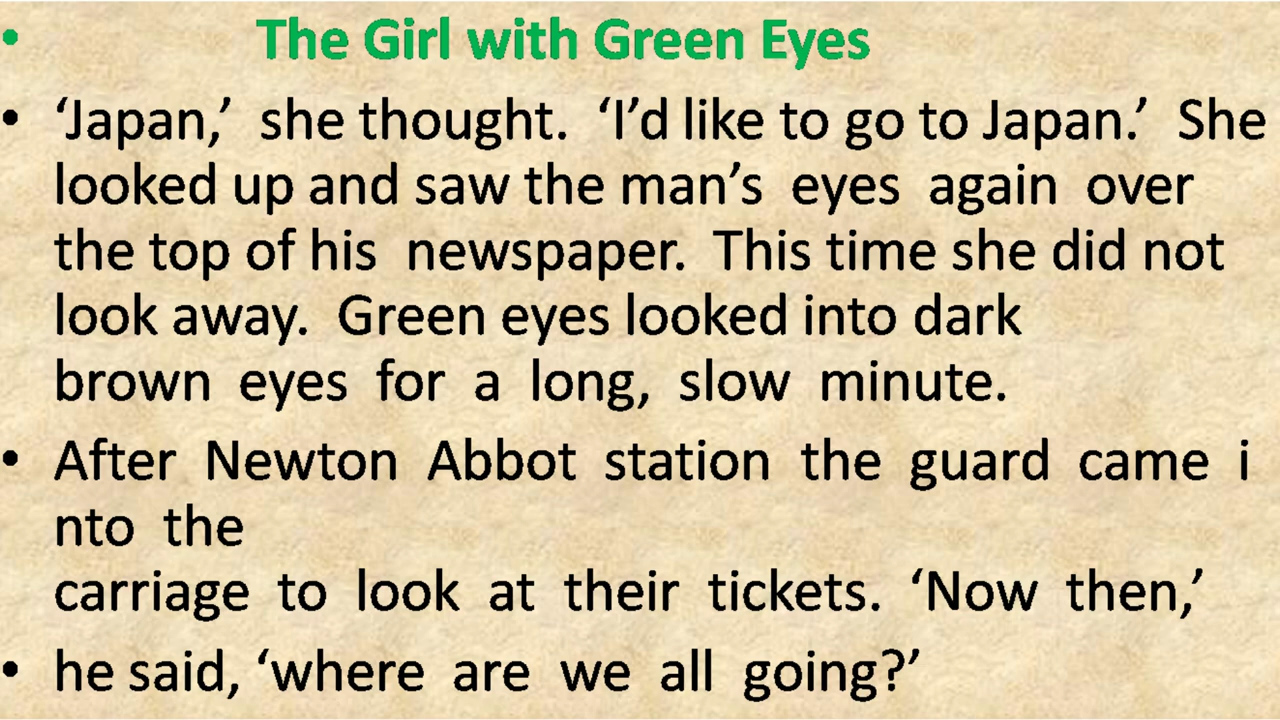 • The Girl with Green Eyes
• ‘Japan,’ she thought. ‘I’d like to go to Japan.’ She
looked up and saw the man’s eyes again over
the top of his newspaper. This time she did not
look away. Green eyes looked into dark
brown eyes for a long, slow minute.
• After Newton Abbot station the guard came i
nto the
carriage to look at their tickets. ‘Now then,’
• he said, ‘where are we all going?’